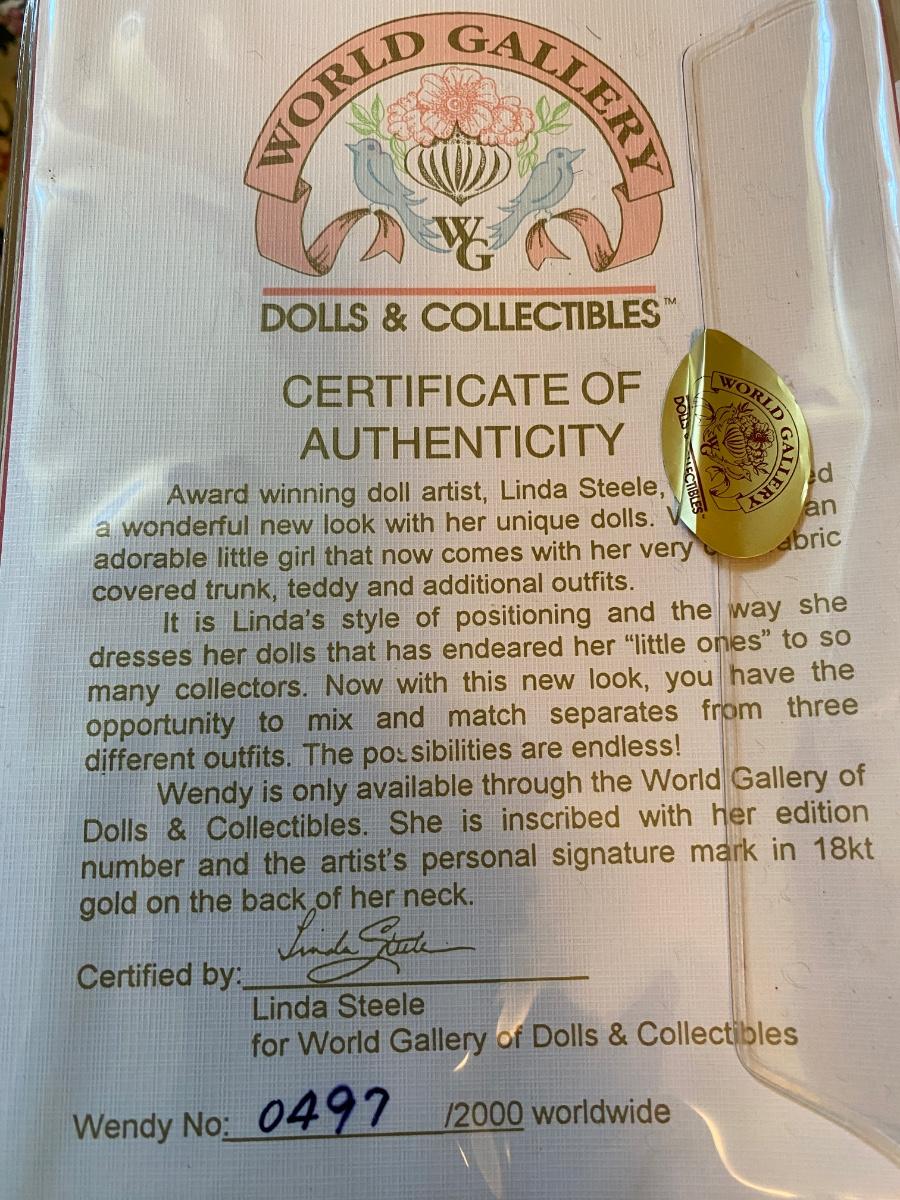 WORLD GALLERY
WG
DOLLS & COLLECTIBLES™
CERTIFICATE OF
AUTHENTICITY
Award winning doll artist, Linda Steele,
a wonderful new look with her unique dolls. an
adorable little girl that now comes with her very
covered trunk, teddy and additional outfits.
It is Linda's style of positioning and the way she
dresses her dolls that has endeared her "little ones" to so
many collectors. Now with this new look, you have the
opportunity to mix and match separates from three
different outfits. The possibilities are endless!
Wendy is only available through the World Gallery of
Dolls & Collectibles. She is inscribed with her edition
number and the artist's personal signature mark in 18kt
gold on the back of her neck.
Linda Steele
Certified by:
Linda Steele
for World Gallery of Dolls & Collectibles
Wendy No: 0497 /2000 worldwide
WORLD GALLERY